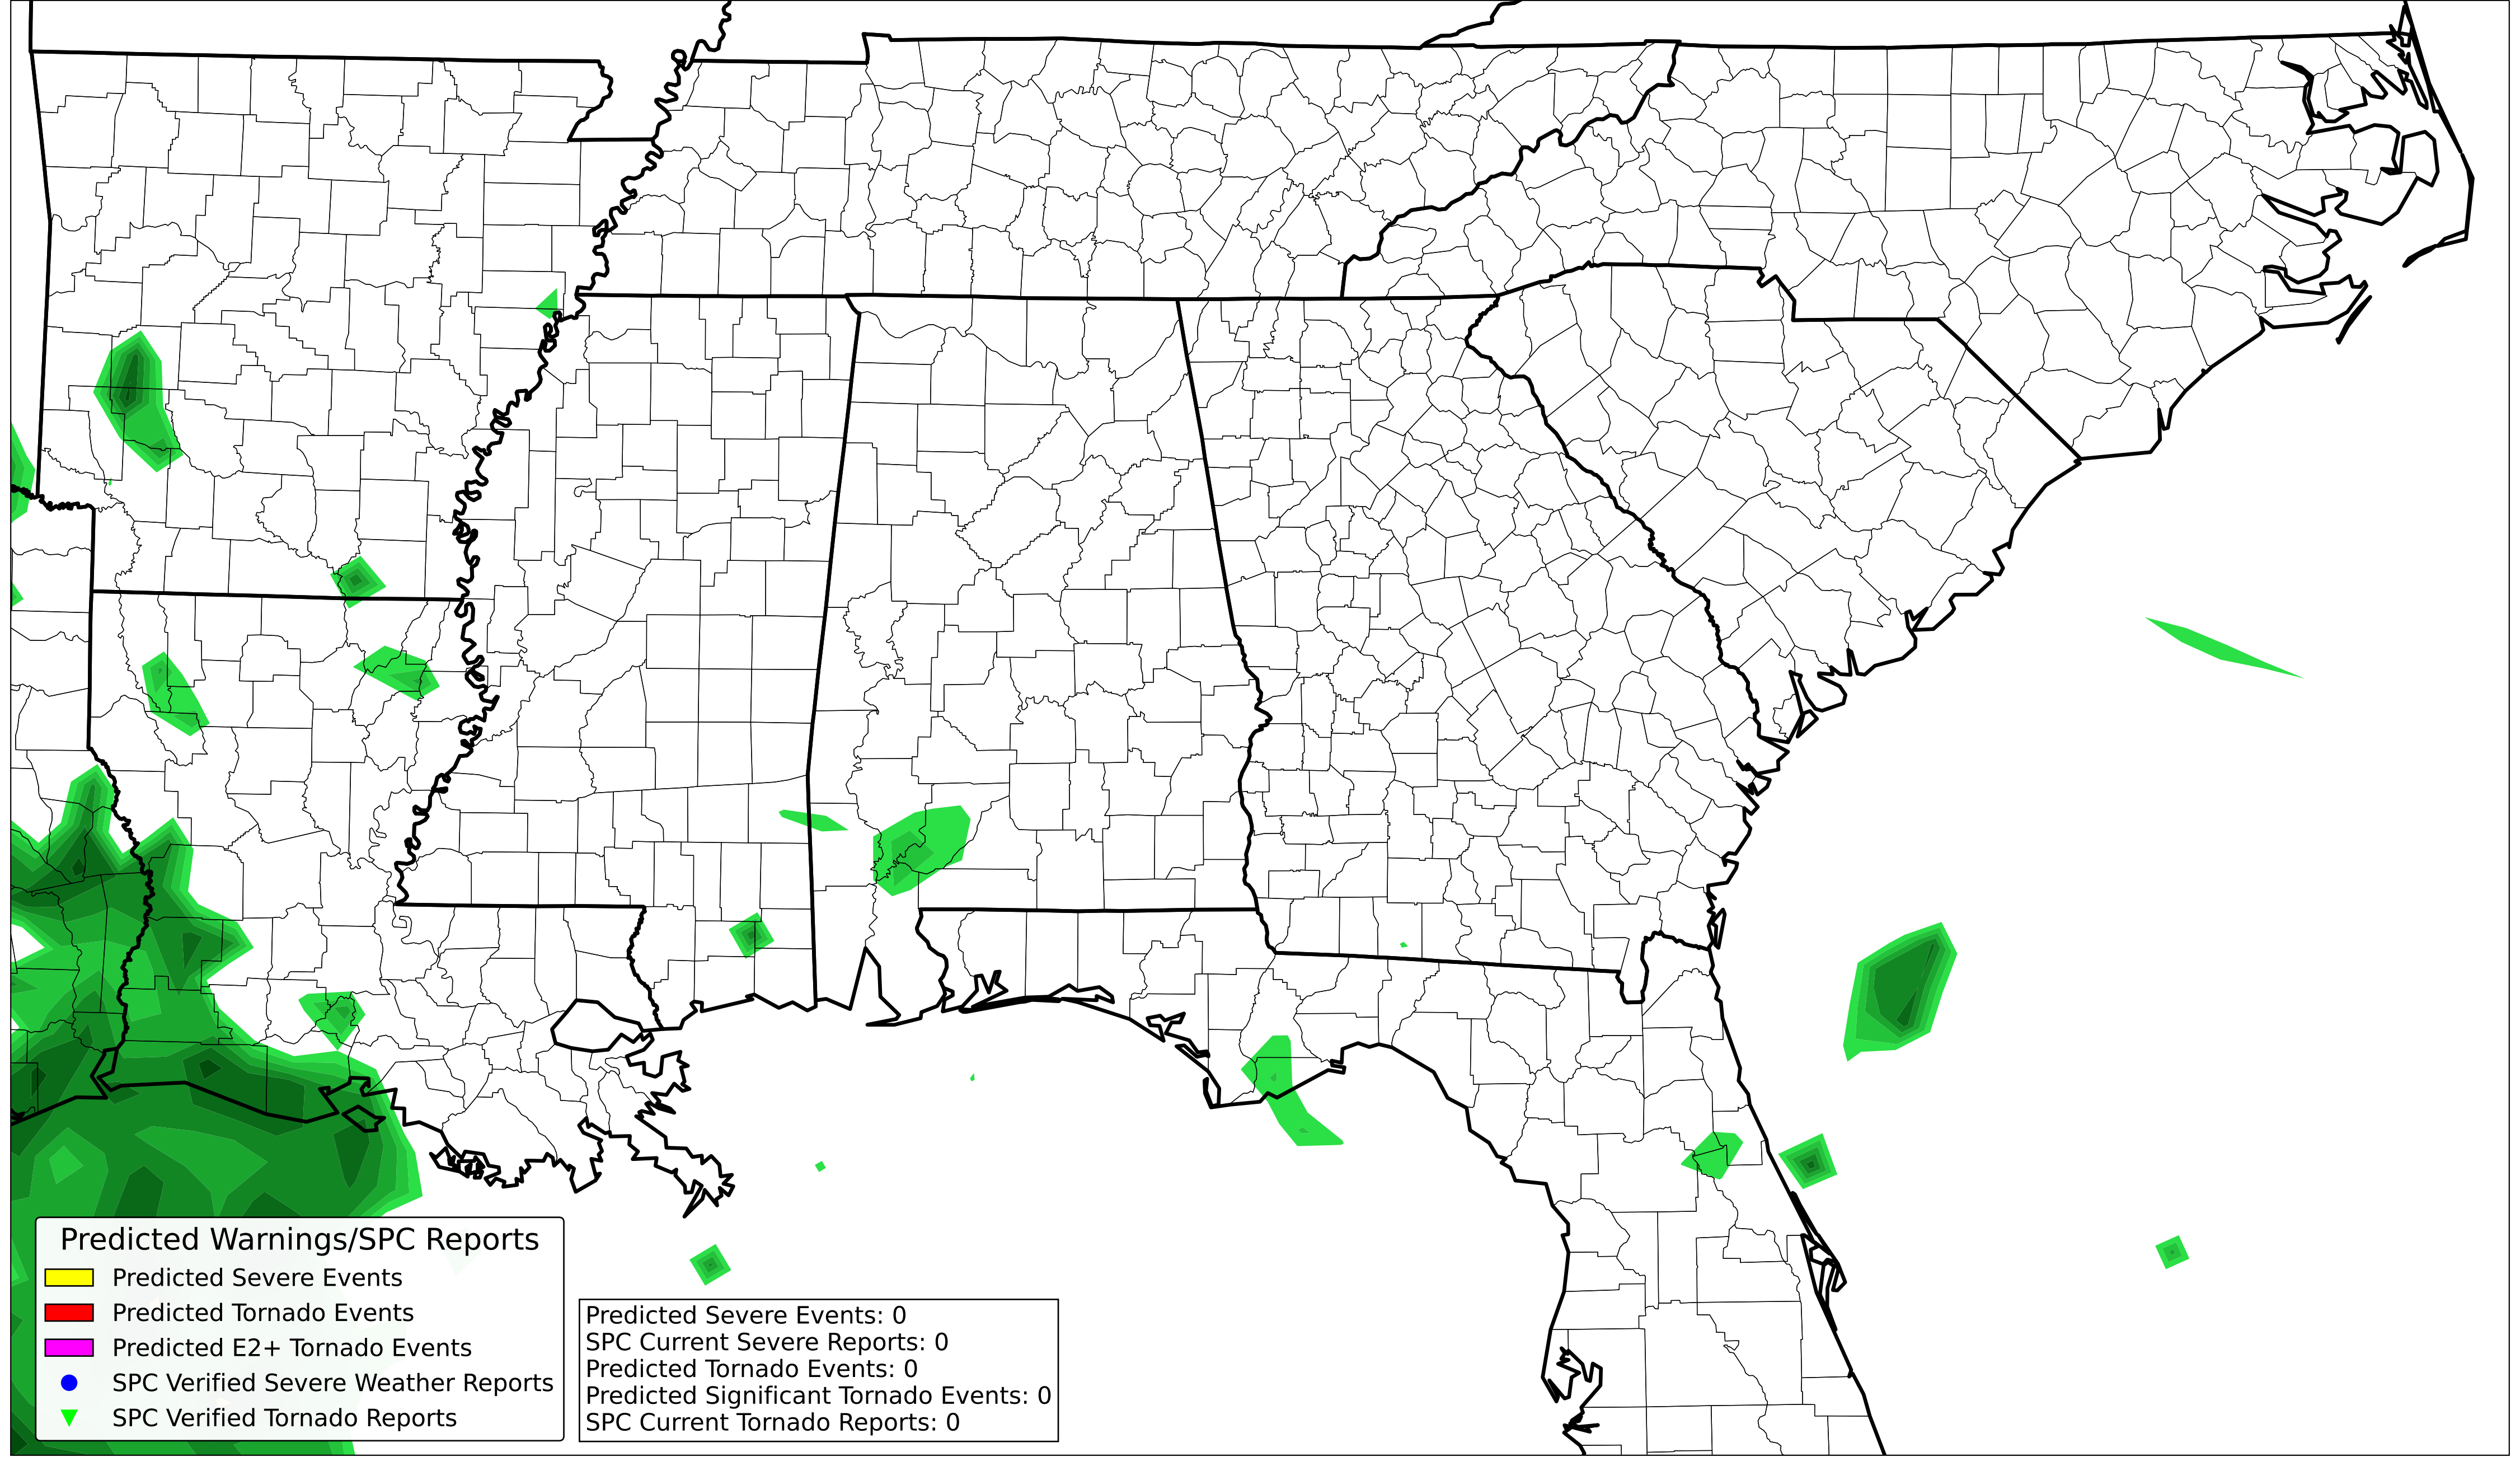 Predicted Warnings/SPC Reports
Predicted Severe Events
Predicted Tornado Events
Predicted E2+ Tornado Events
SPC Verified Severe Weather Reports
SPC Verified Tornado Reports
Predicted Severe Events: 0
SPC Current Severe Reports: 0
Predicted Tornado Events: 0
Predicted Significant Tornado Events: 0
SPC Current Tornado Reports: 0